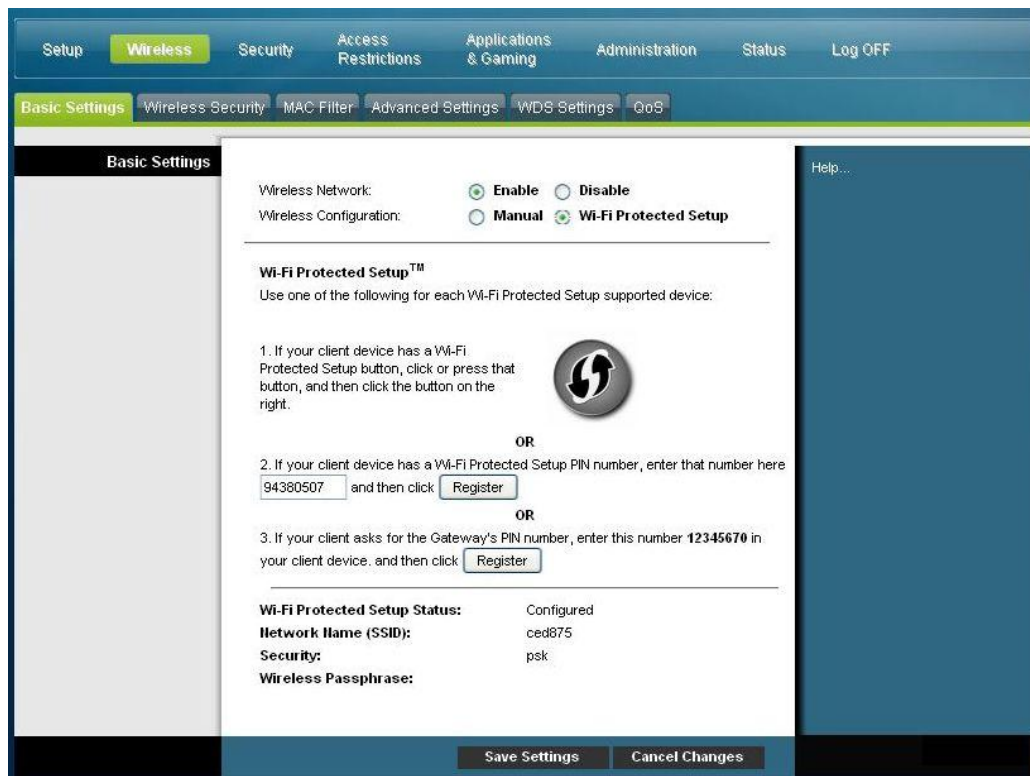 Setup Wireless Security Access Restrictions Applications & Gaming Administration Status Log OFF
Basic Settings Wireless Security MAC Filter Advanced Settings WDS Settings QoS
Basic Settings
Help...
Wireless Network: Enable Disable
Wireless Configuration: Manual Wi-Fi Protected Setup
Wi-Fi Protected Setup™
Use one of the following for each Wi-Fi Protected Setup supported device:
1. If your client device has a Wi-Fi
Protected Setup button, click or press that
button, and then click the button on the
right.
OR
2. If your client device has a Wi-Fi Protected Setup PIN number, enter that number here
94380507 and then click Register
OR
3. If your client asks for the Gateway's PIN number, enter this number 12345670 in
your client device. and then click Register
Wi-Fi Protected Setup Status: Configured
Network Name (SSID): ced875
Security: psk
Wireless Passphrase:
Save Settings Cancel Changes